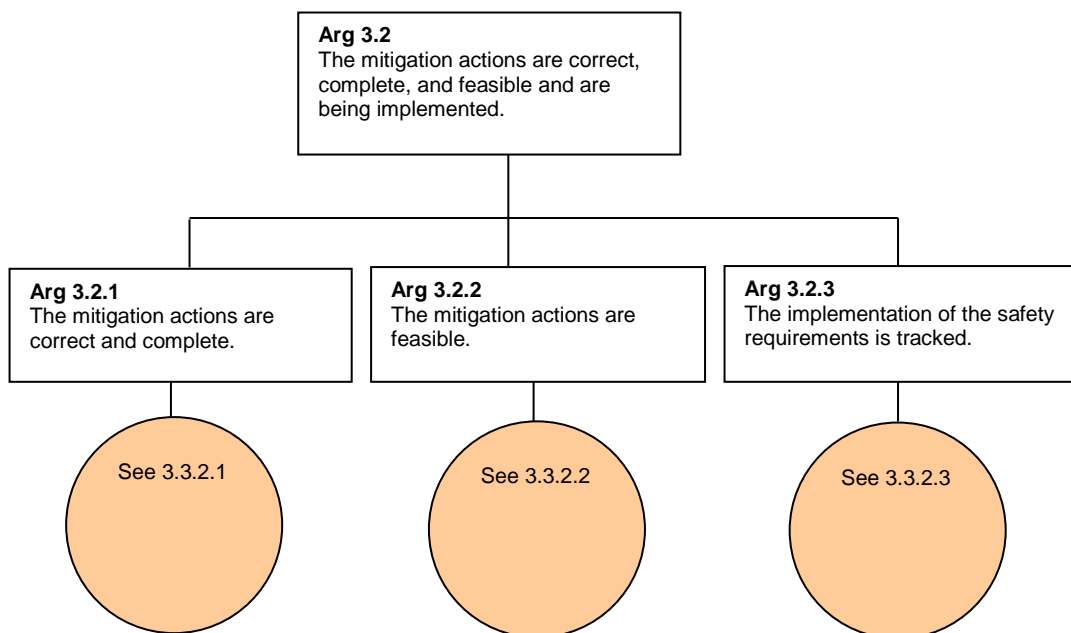 Arg 3.2
The mitigation actions are correct,
complete, and feasible and are
being implemented.
Arg 3.2.1
The mitigation actions are
correct and complete.
Arg 3.2.2
The mitigation actions are
feasible.
Arg 3.2.3
The implementation of the safety
requirements is tracked.
See 3.3.2.1
See 3.3.2.2
See 3.3.2.3